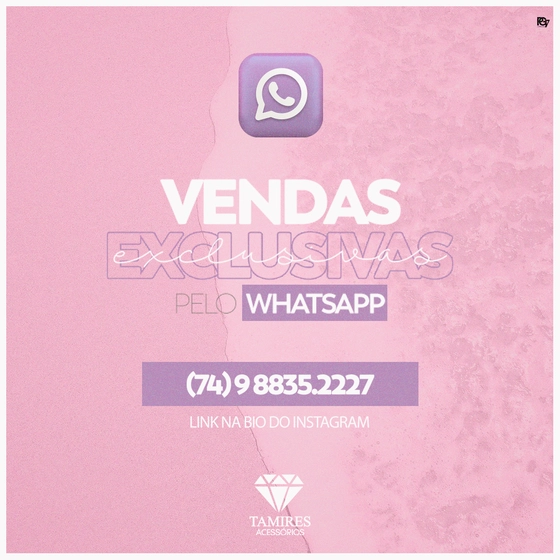 VENDAS
EXCLUSIVAS
exclusivas
PELO WHATSAPP
(74) 9 8835.2227
LINK NA BIO DO INSTAGRAM
TAMIRES
ACESSÓRIOS